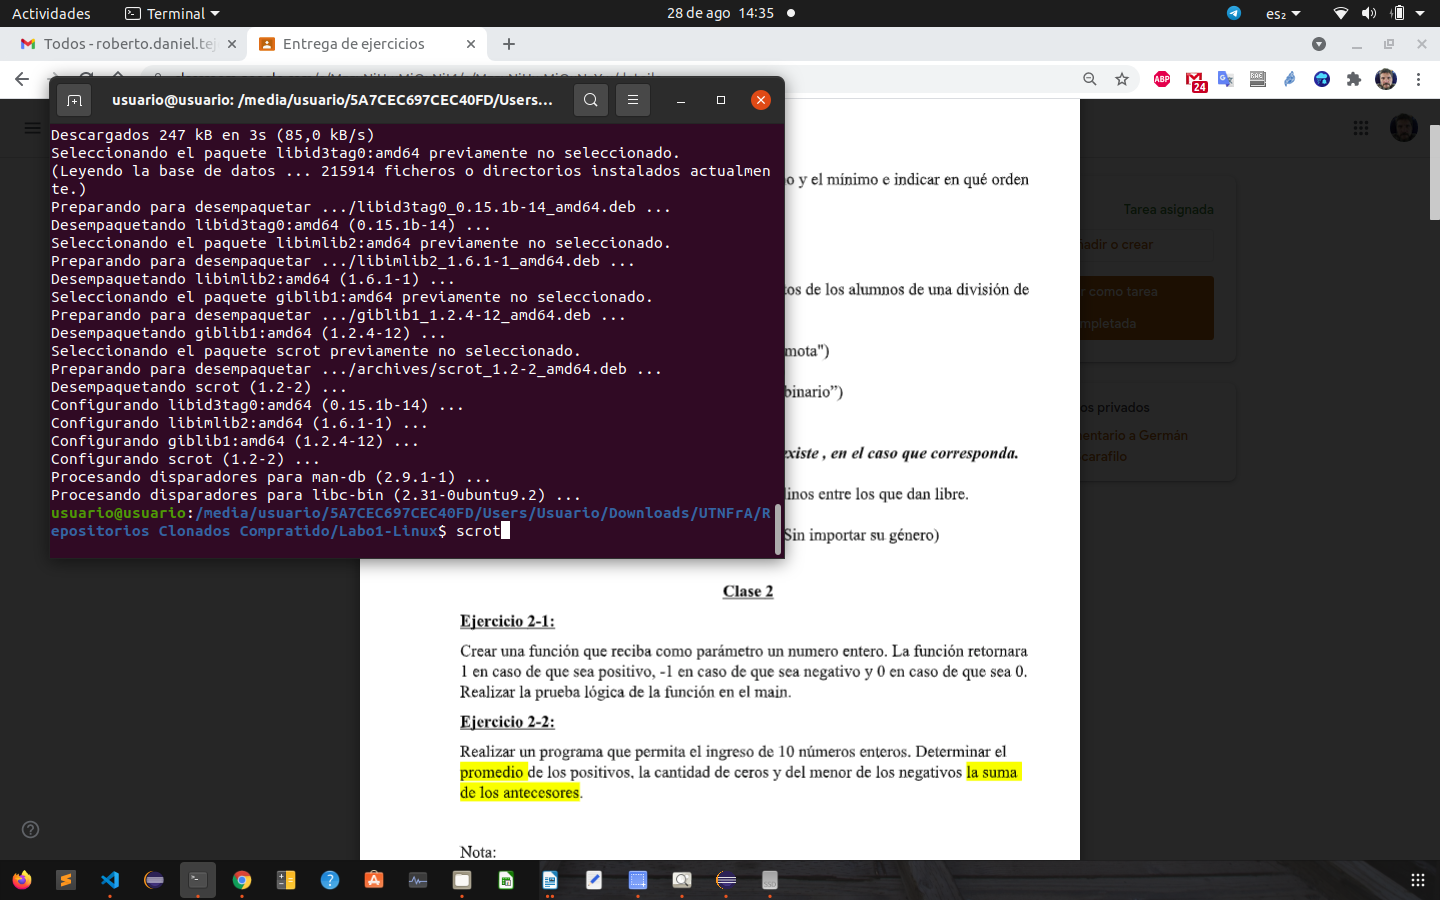 Actividades
Terminal
28 de ago 14:35
es₂
Todos - roberto.daniel.te
Entrega de ejercicios
ABP
24
usuario@usuario: /media/usuario/5A7CEC697CEC40FD/Users...
Descargados 247 kB en 3s (85,0 kB/s)
Seleccionando el paquete libid3tag0:amd64 previamente no seleccionado.
(Leyendo la base de datos ... 215914 ficheros o directorios instalados actualmen
te.)
Preparando para desempaquetar .../libid3tag0_0.15.1b-14_amd64.deb ...
Desempaquetando libid3tag0:amd64 (0.15.1b-14) ...
Seleccionando el paquete libimlib2:amd64 previamente no seleccionado.
Preparando para desempaquetar .../libimlib2_1.6.1-1_amd64.deb ...
Desempaquetando libimlib2:amd64 (1.6.1-1) ...
Seleccionando el paquete giblib1:amd64 previamente no seleccionado.
Preparando para desempaquetar .../giblib1_1.2.4-12_amd64.deb ...
Desempaquetando giblib1:amd64 (1.2.4-12) ...
Seleccionando el paquete scrot previamente no seleccionado.
Preparando para desempaquetar .../archives/scrot_1.2-2_amd64.deb ...
Desempaquetando scrot (1.2-2) ...
Configurando libid3tag0:amd64 (0.15.1b-14) ...
Configurando libimlib2:amd64 (1.6.1-1) ...
Configurando giblib1:amd64 (1.2.4-12) ...
Configurando scrot (1.2-2) ...
Procesando disparadores para man-db (2.9.1-1) ...
Procesando disparadores para libc-bin (2.31-0ubuntu9.2) ...
usuario@usuario:/media/usuario/5A7CEC697CEC40FD/Users/Usuario/Downloads/UTNFrA/R
epositorios Clonados Compratido/Labo1-Linux$ scrot
o y el mínimo e indicar en qué orden
tos de los alumnos de una división de
mota")
binario”)
existe , en el caso que corresponda.
linos entre los que dan libre.
Sin importar su género)
Clase 2
Ejercicio 2-1:
Crear una función que reciba como parámetro un numero entero. La función retornara
1 en caso de que sea positivo, -1 en caso de que sea negativo y 0 en caso de que sea 0.
Realizar la prueba lógica de la función en el main.
Ejercicio 2-2:
Realizar un programa que permita el ingreso de 10 números enteros. Determinar el
promedio de los positivos, la cantidad de ceros y del menor de los negativos la suma
de los antecesores.
Nota:
Tarea asignada
ñadir o crear
r como tarea
mpletada
os privados
entario a Germán
carafilo